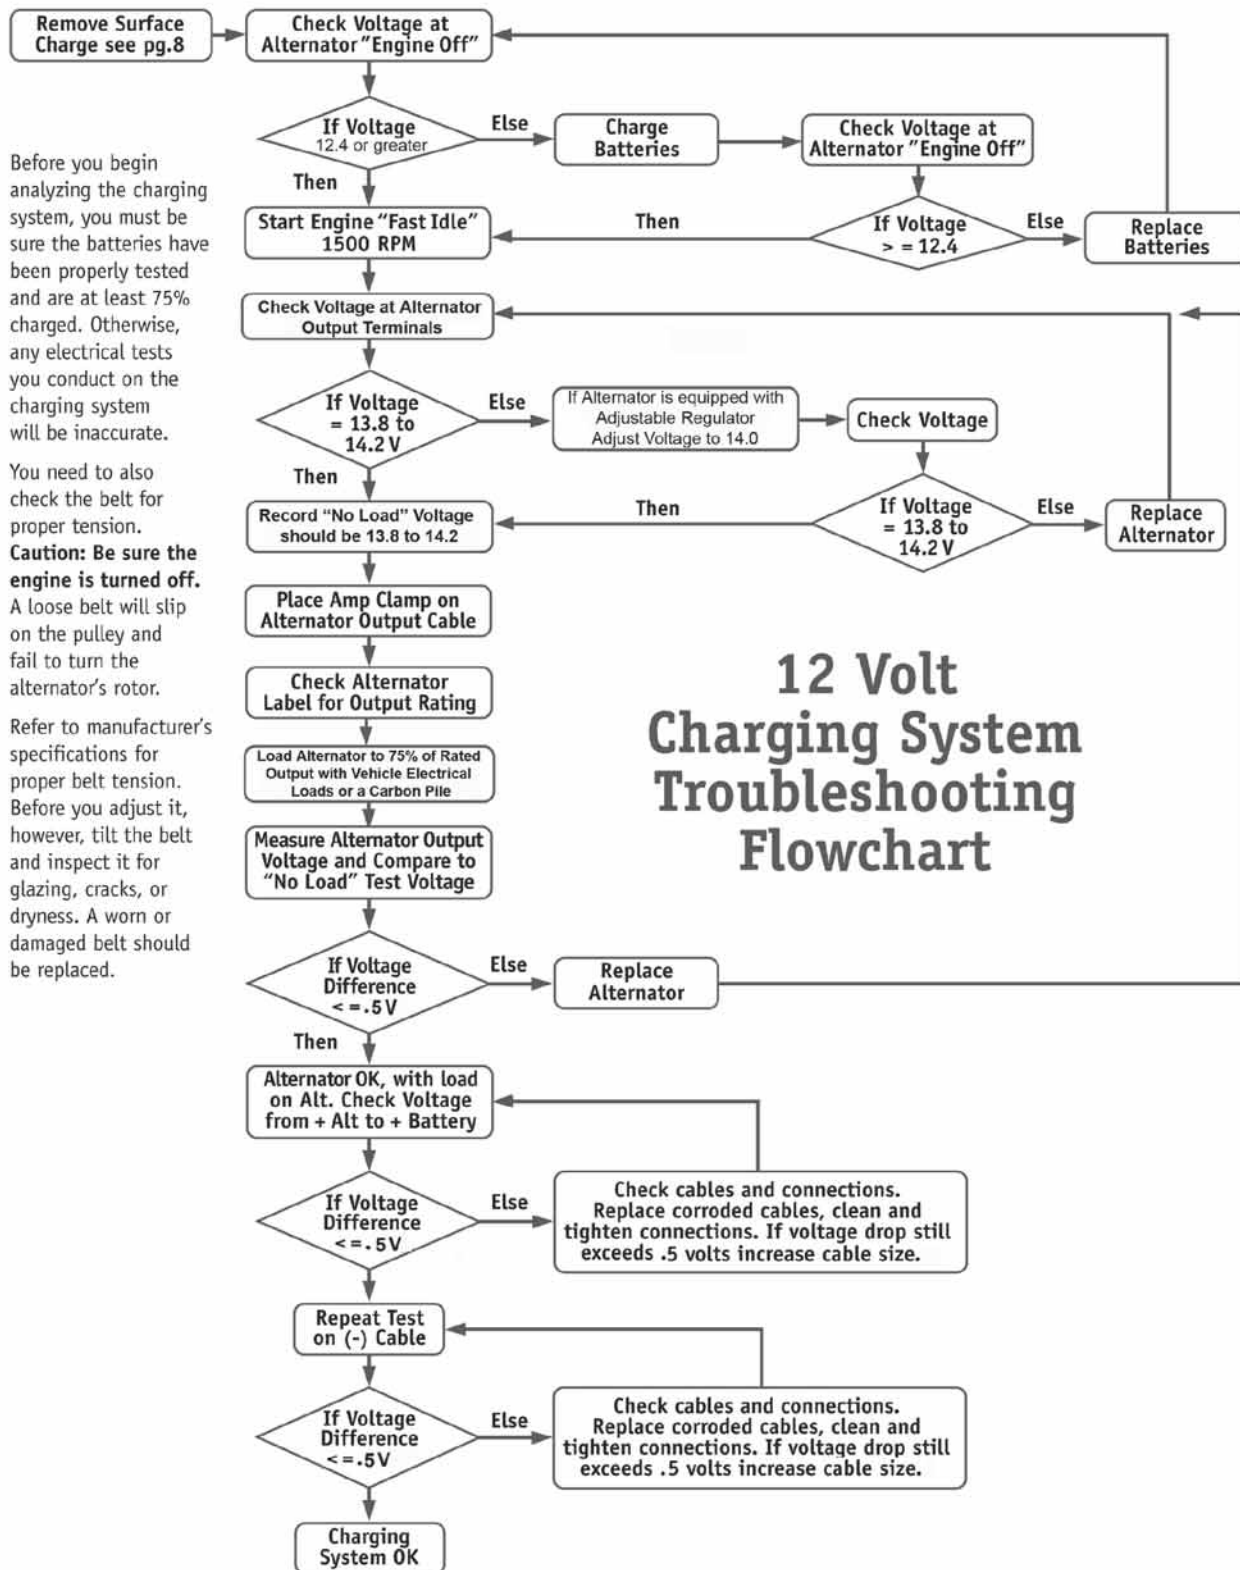 Remove Surface
Charge see pg.8
Check Voltage at
Alternator "Engine Off"
If Voltage
12.4 or greater
Else
Charge
Batteries
Check Voltage at
Alternator "Engine Off"
Then
Start Engine "Fast Idle"
1500 RPM
Then
If Voltage
> = 12.4
Else
Replace
Batteries
Before you begin
analyzing the charging
system, you must be
sure the batteries have
been properly tested
and are at least 75%
charged. Otherwise,
any electrical tests
you conduct on the
charging system
will be inaccurate.
You need to also
check the belt for
proper tension.
Caution: Be sure the
engine is turned off.
A loose belt will slip
on the pulley and
fail to turn the
alternator's rotor.
Refer to manufacturer's
specifications for
proper belt tension.
Before you adjust it,
however, tilt the belt
and inspect it for
glazing, cracks, or
dryness. A worn or
damaged belt should
be replaced.
Check Voltage at Alternator
Output Terminals
If Voltage
= 13.8 to
14.2 V
Else
If Alternator is equipped with
Adjustable Regulator
Adjust Voltage to 14.0
Check Voltage
Then
Record "No Load" Voltage
should be 13.8 to 14.2
Then
If Voltage
= 13.8 to
14.2 V
Else
Replace
Alternator
Place Amp Clamp on
Alternator Output Cable
Check Alternator
Label for Output Rating
Load Alternator to 75% of Rated
Output with Vehicle Electrical
Loads or a Carbon Pile
Measure Alternator Output
Voltage and Compare to
"No Load" Test Voltage
12 Volt
Charging System
Troubleshooting
Flowchart
If Voltage
Difference
< = .5 V
Else
Replace
Alternator
Then
Alternator OK, with load
on Alt. Check Voltage
from + Alt to + Battery
If Voltage
Difference
< = .5 V
Else
Check cables and connections.
Replace corroded cables, clean and
tighten connections. If voltage drop still
exceeds .5 volts increase cable size.
Repeat Test
on (-) Cable
If Voltage
Difference
< = .5 V
Else
Check cables and connections.
Replace corroded cables, clean and
tighten connections. If voltage drop still
exceeds .5 volts increase cable size.
Charging
System OK